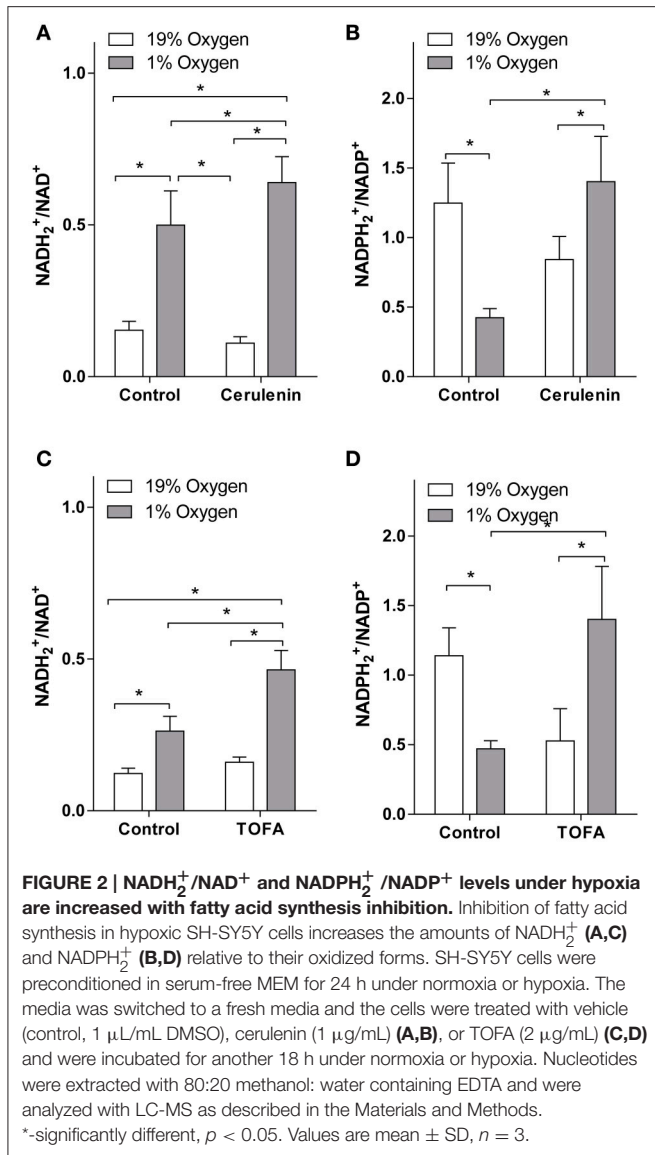 A
19% Oxygen
1% Oxygen
1.0
0.5
0.0
NADH₂⁺/NAD⁺
*
*
*
*
*
Control
Cerulenin
B
19% Oxygen
1% Oxygen
2.0
1.5
1.0
0.5
0.0
NADPH₂⁺/NADP⁺
*
*
*
Control
Cerulenin
C
19% Oxygen
1% Oxygen
1.0
0.5
0.0
NADH₂⁺/NAD⁺
*
*
*
*
Control
TOFA
D
19% Oxygen
1% Oxygen
2.0
1.5
1.0
0.5
0.0
NADPH₂⁺/NADP⁺
*
*
*
Control
TOFA
FIGURE 2 | NADH₂⁺/NAD⁺ and NADPH₂⁺ /NADP⁺ levels under hypoxia
are increased with fatty acid synthesis inhibition. Inhibition of fatty acid
synthesis in hypoxic SH-SY5Y cells increases the amounts of NADH₂⁺ (A,C)
and NADPH₂⁺ (B,D) relative to their oxidized forms. SH-SY5Y cells were
preconditioned in serum-free MEM for 24 h under normoxia or hypoxia. The
media was switched to a fresh media and the cells were treated with vehicle
(control, 1 μL/mL DMSO), cerulenin (1 μg/mL) (A,B), or TOFA (2 μg/mL) (C,D)
and were incubated for another 18 h under normoxia or hypoxia. Nucleotides
were extracted with 80:20 methanol: water containing EDTA and were
analyzed with LC-MS as described in the Materials and Methods.
*-significantly different, p < 0.05. Values are mean ± SD, n = 3.